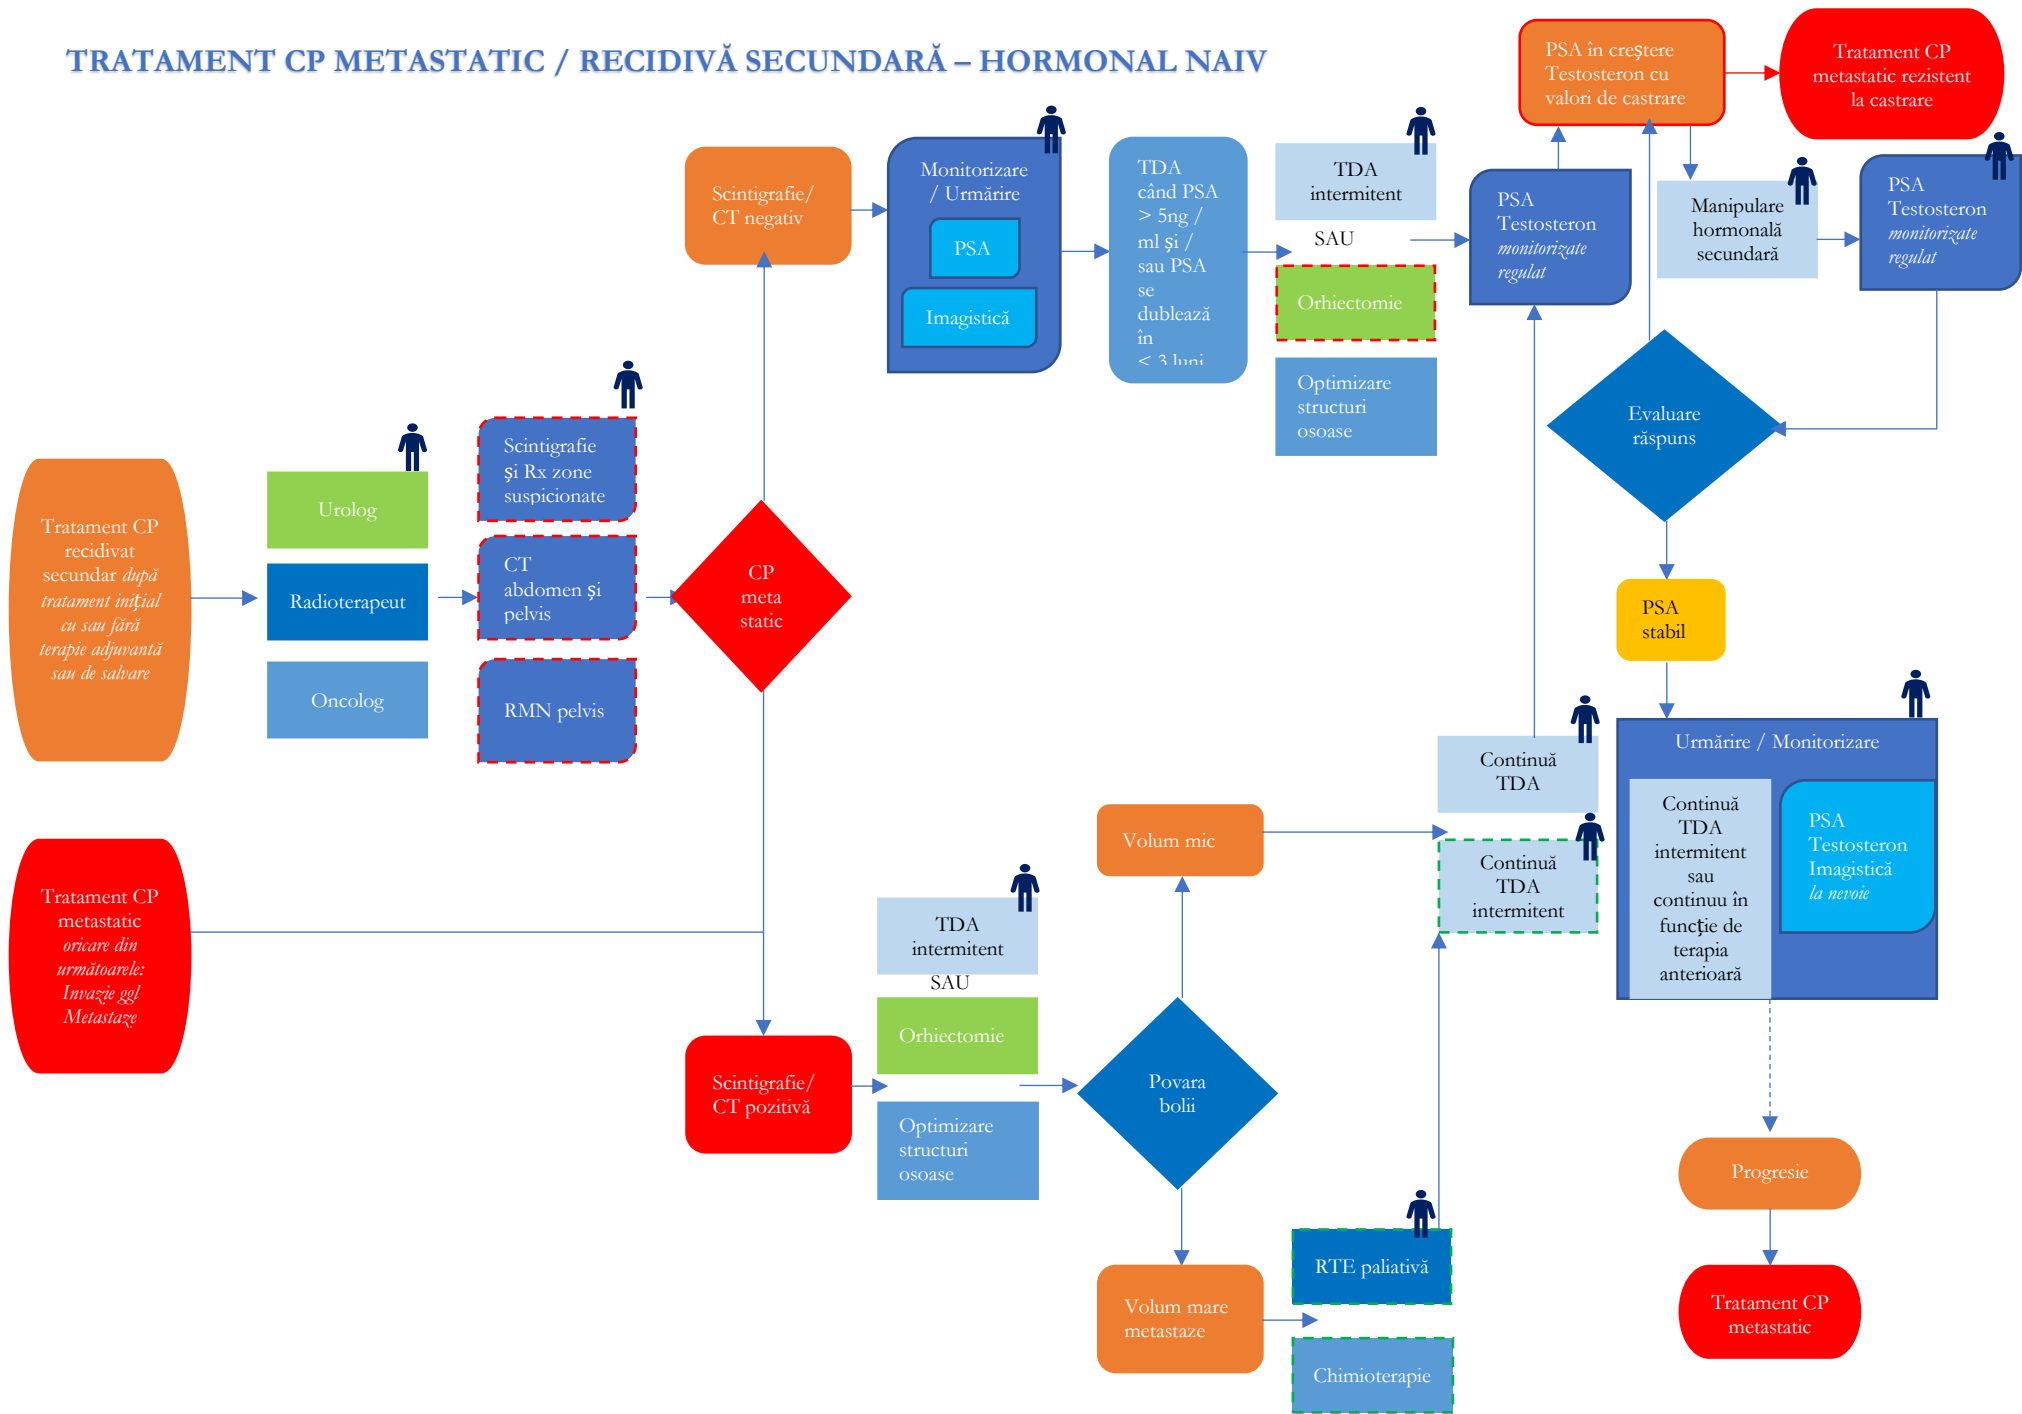 TRATAMENT CP METASTATIC / RECIDIVĂ SECUNDARĂ – HORMONAL NAIV
Tratament CP
recidivat
secundar după
tratament inițial
cu sau fără
terapie adjuvantă
sau de salvare
Urolog
Radioterapeut
Oncolog
Scintigrafie
și Rx zone
suspicionate
CT
abdomen și
pelvis
RMN pelvis
CP
meta
static
Scintigrafie/
CT negativ
Monitorizare
/ Urmărire
PSA
Imagistică
TDA
când PSA
> 5ng /
ml și /
sau PSA
se
dublează
în
< 3 luni
TDA
intermitent
SAU
Orhiectomie
Optimizare
structuri
osoase
PSA
Testosteron
monitorizate
regulat
PSA în creștere
Testosteron cu
valori de castrare
Tratament CP
metastatic rezistent
la castrare
Manipulare
hormonală
secundară
PSA
Testosteron
monitorizate
regulat
Evaluare
răspuns
PSA
stabil
Urmărire / Monitorizare
Continuă
TDA
intermitent
sau
continuu în
funcție de
terapia
anterioară
PSA
Testosteron
Imagistică
la nevoie
Progresie
Tratament CP
metastatic
Tratament CP
metastatic
oricare din
următoarele:
Invazie ggl
Metastaze
Scintigrafie/
CT pozitivă
TDA
intermitent
SAU
Orhiectomie
Optimizare
structuri
osoase
Povara
bolii
Volum mic
Continuă
TDA
Continuă
TDA
intermitent
Volum mare
metastaze
RTE paliativă
Chimioterapie